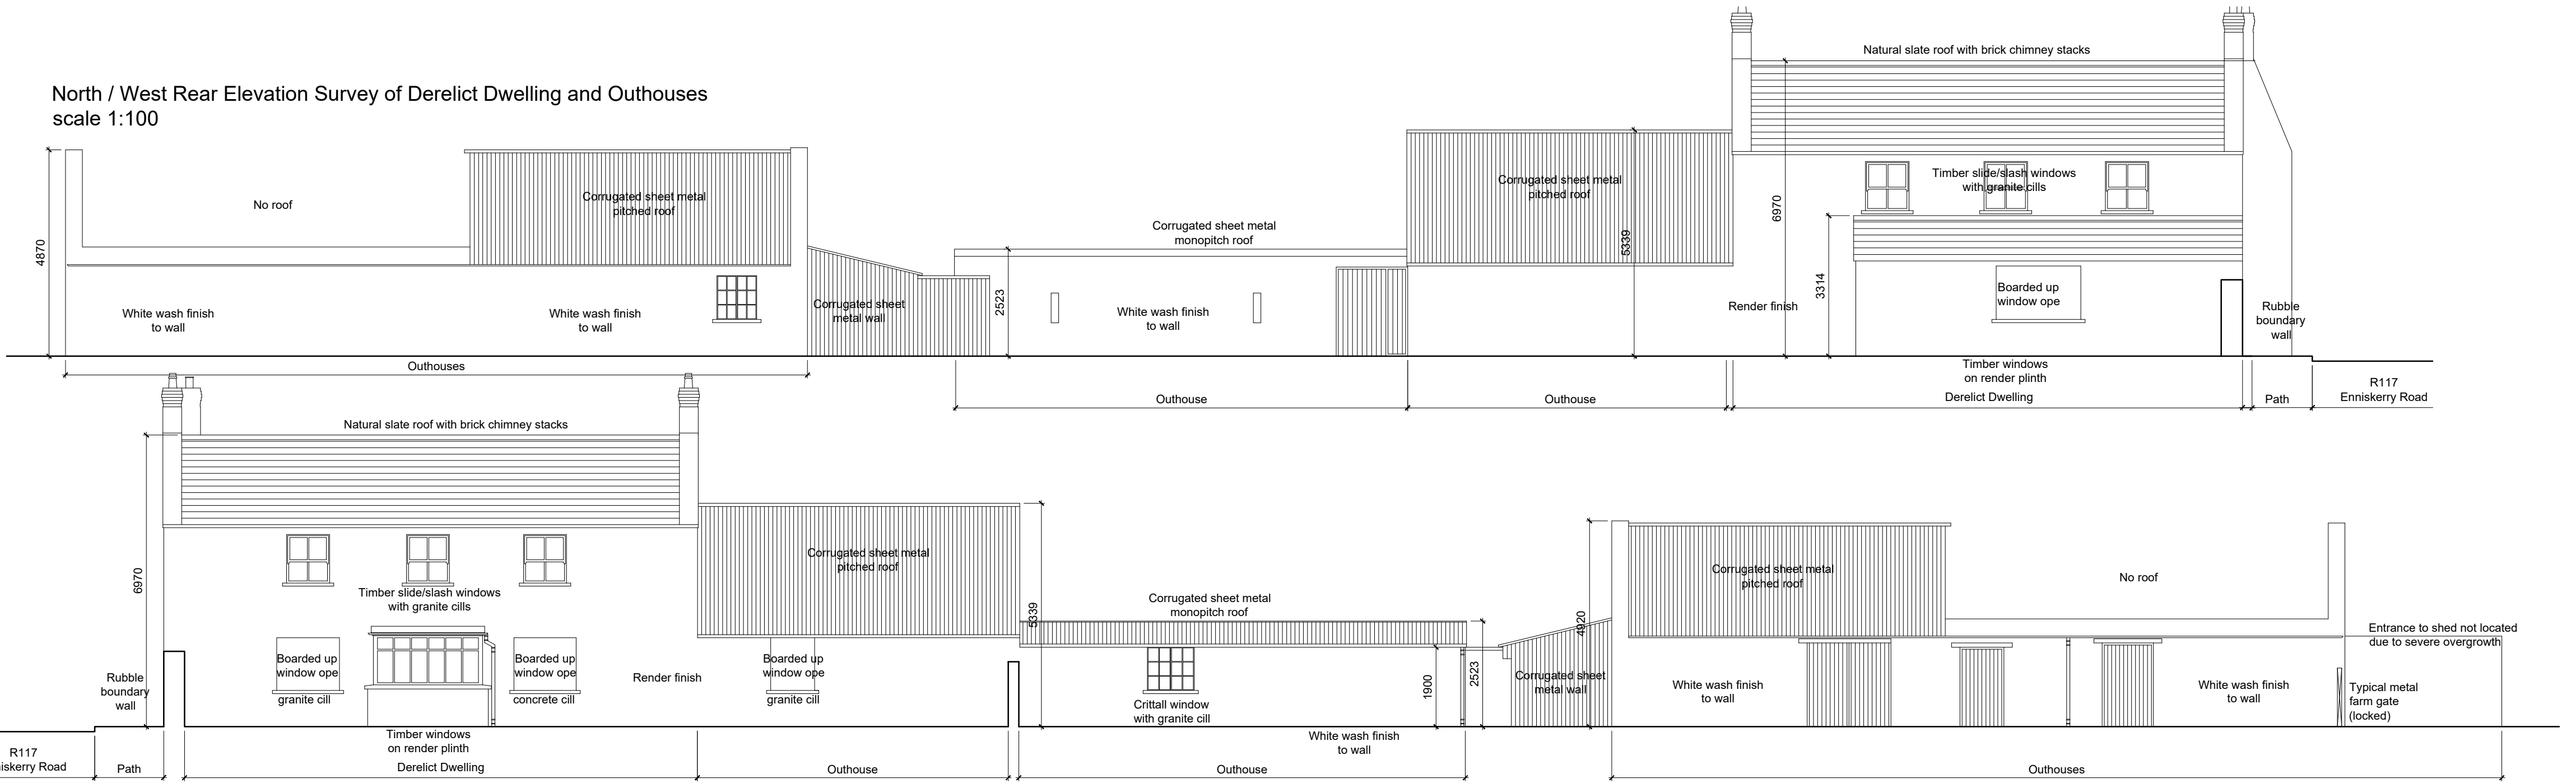 Natural slate roof with brick chimney stacks
North / West Rear Elevation Survey of Derelict Dwelling and Outhouses
scale 1:100
No roof
Corrugated sheet metal
pitched roof
4870
White wash finish
to wall
White wash finish
to wall
Corrugated sheet
metal wall
Outhouses
2523
Corrugated sheet metal
monopitch roof
White wash finish
to wall
Outhouse
Corrugated sheet metal
pitched roof
5339
Outhouse
6970
Render finish
3314
Timber slide/slash windows
with granite cills
Boarded up
window ope
Timber windows
on render plinth
Derelict Dwelling
Rubble
boundary
wall
Path
R117
Enniskerry Road
Natural slate roof with brick chimney stacks
6970
Timber slide/slash windows
with granite cills
Rubble
boundary
wall
Boarded up
window ope
granite cill
Boarded up
window ope
concrete cill
Render finish
Timber windows
on render plinth
R117
niskerry Road
Path
Derelict Dwelling
Corrugated sheet metal
pitched roof
Boarded up
window ope
granite cill
Outhouse
5339
Corrugated sheet metal
monopitch roof
Crittall window
with granite cill
1900
2523
White wash finish
to wall
Outhouse
Corrugated sheet
metal wall
4920
Corrugated sheet metal
pitched roof
No roof
White wash finish
to wall
White wash finish
to wall
Entrance to shed not located
due to severe overgrowth
Typical metal
farm gate
(locked)
Outhouses